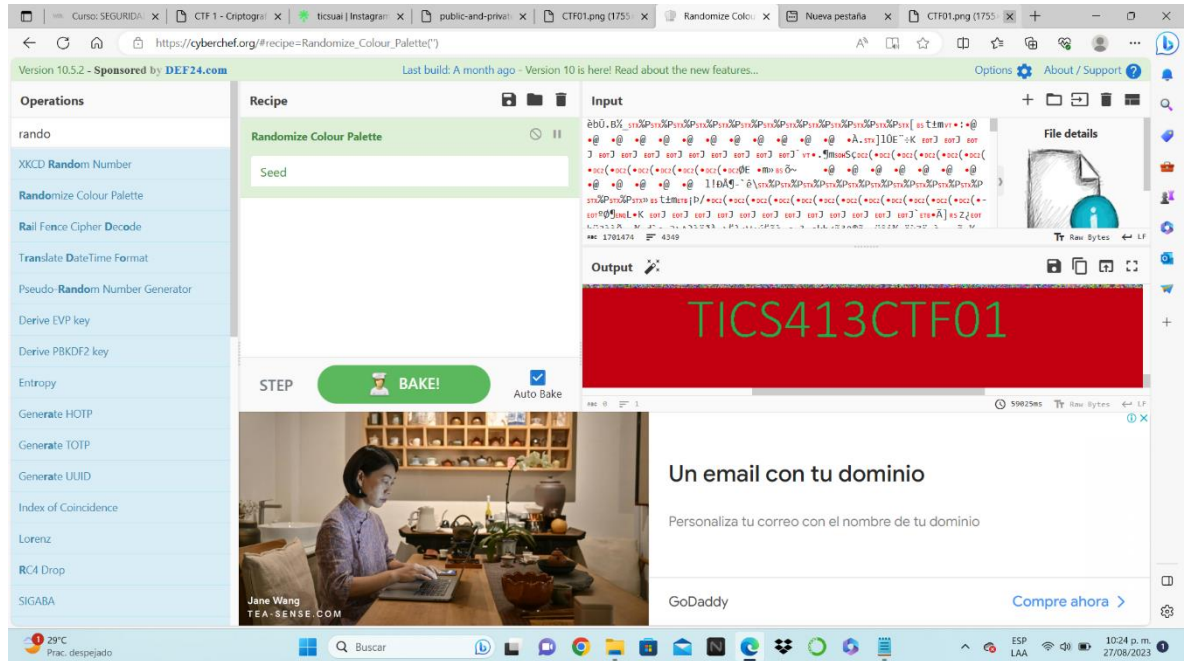 Curso: SEGURIDA
CTF 1 - Criptograf
ticsuai | Instagram
public-and-privat
CTF01.png (1755
Randomize Colou
Nueva pestaña
CTF01.png (1755
https://cyberchef.org/#recipe=Randomize_Colour_Palette('')
Version 10.5.2 - Sponsored by DEF24.com
Last build: A month ago - Version 10 is here! Read about the new features...
Options
About / Support
Operations
Recipe
Input
rando
XKCD Random Number
Randomize Colour Palette
Rail Fence Cipher Decode
Translate DateTime Format
Pseudo-Random Number Generator
Derive EVP key
Derive PBKDF2 key
Entropy
Generate HOTP
Generate TOTP
Generate UUID
Index of Coincidence
Lorenz
RC4 Drop
SIGABA
Randomize Colour Palette
Seed
STEP
BAKE!
Auto Bake
File details
1701474
4349
Raw Bytes
LF
Output
TICS413CTF01
0
1
59025ms
Raw Bytes
LF
Jane Wang
TEA-SENSE.COM
Un email con tu dominio
Personaliza tu correo con el nombre de tu dominio
GoDaddy
Compre ahora
29°C
Prac. despejado
Buscar
ESP
LAA
10:24 p. m.
27/08/2023